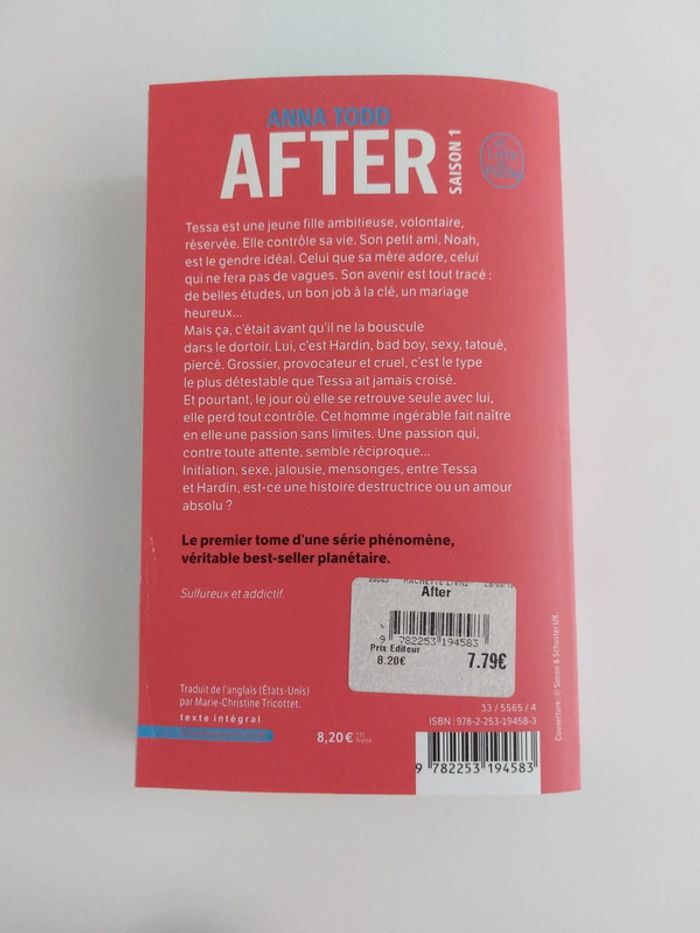 ANNA TODD
AFTER
SAISON 1
Le Livre de Poche
Tessa est une jeune fille ambitieuse, volontaire,
réservée. Elle contrôle sa vie. Son petit ami, Noah,
est le gendre idéal. Celui que sa mère adore, celui
qui ne fera pas de vagues. Son avenir est tout tracé :
de belles études, un bon job à la clé, un mariage
heureux...
Mais ça, c'était avant qu'il ne la bouscule
dans le dortoir. Lui, c'est Hardin, bad boy, sexy, tatoué,
piercé. Grossier, provocateur et cruel, c'est le type
le plus détestable que Tessa ait jamais croisé.
Et pourtant, le jour où elle se retrouve seule avec lui,
elle perd tout contrôle. Cet homme ingérable fait naître
en elle une passion sans limites. Une passion qui,
contre toute attente, semble réciproque...
Initiation, sexe, jalousie, mensonges, entre Tessa
et Hardin, est-ce une histoire destructrice ou un amour
absolu ?
Le premier tome d'une série phénomène,
véritable best-seller planétaire.
Sulfureux et addictif.
HACHETTE LIVRE
After
9 782253 194583
Prix Editeur
8.20€
7.79€
Traduit de l'anglais (États-Unis)
par Marie-Christine Tricottet.
texte intégral
8,20 € TTC
France
33 / 5565 / 4
ISBN : 978-2-253-19458-3
9 782253 194583
Couverture : © Simon & Schuster UK